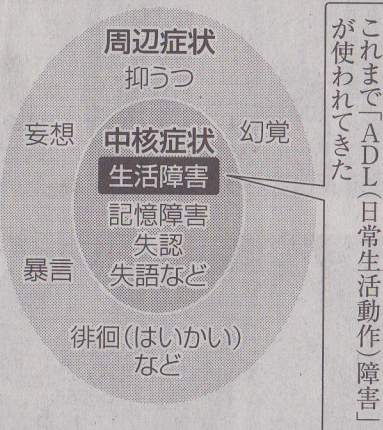 これまで「ADL(日常生活動作)障害」
が使われてきた
周辺症状
抑うつ
妄想
幻覚
中核症状
生活障害
記憶障害
失認
失語など
暴言
徘徊(はいかい)
など